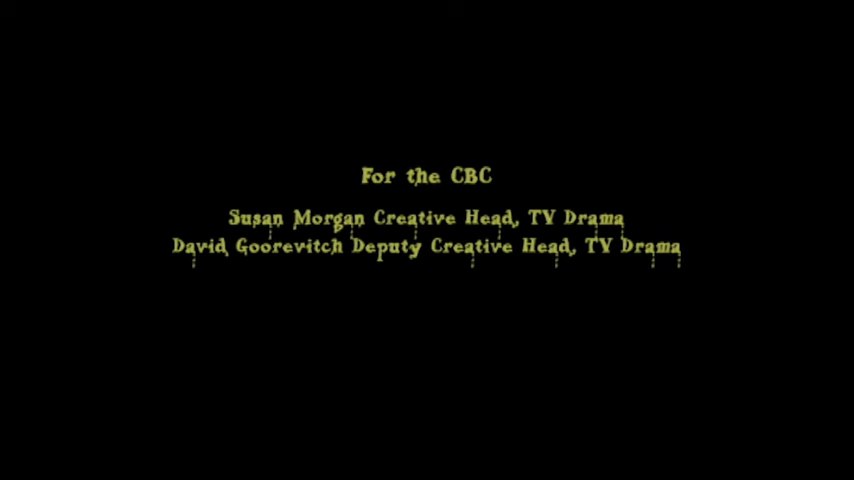 For the CBC
Susan Morgan Creative Head, TV Drama
David Goorevitch Deputy Creative Head, TV Drama